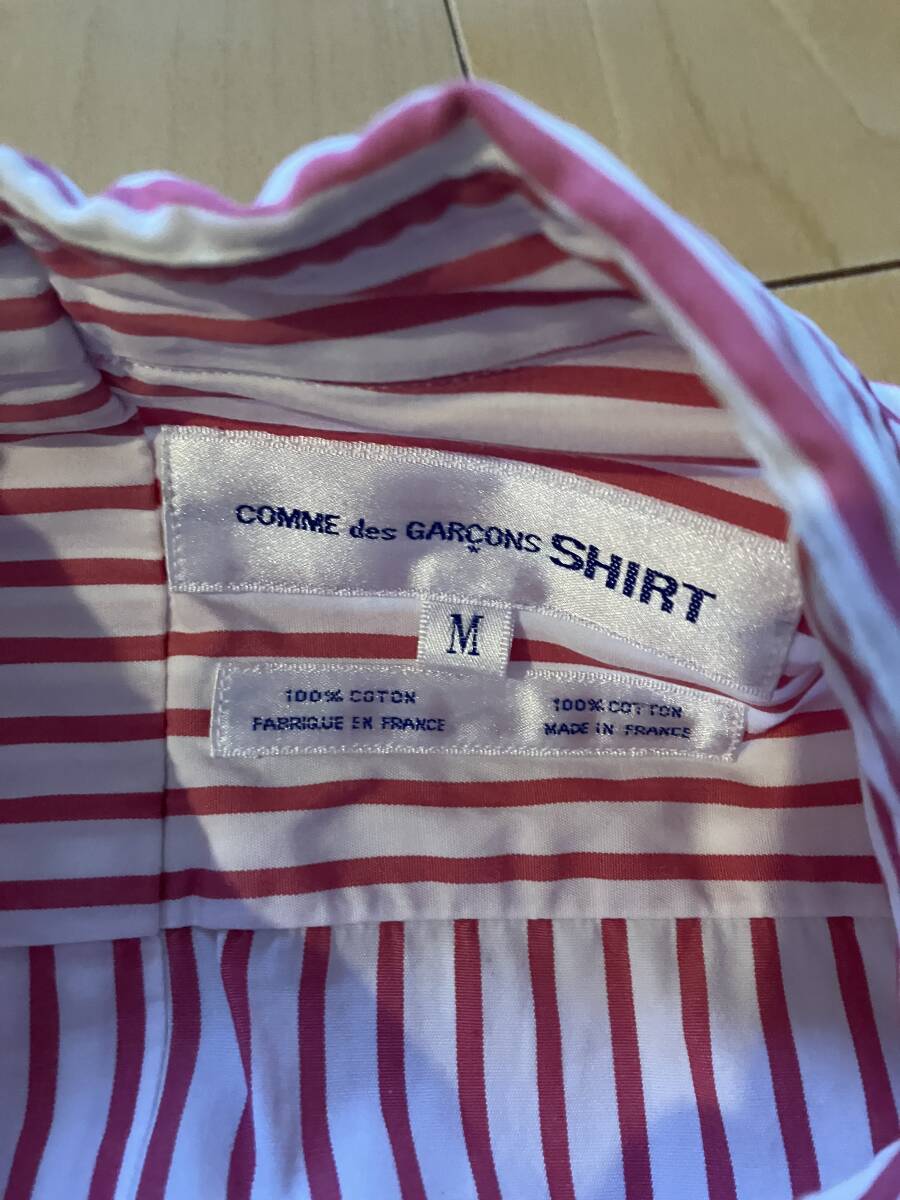 COMME des GARÇONS SHIRT
M
100% COTON
FABRIQUE EN FRANCE
100% COTTON
MADE IN FRANCE